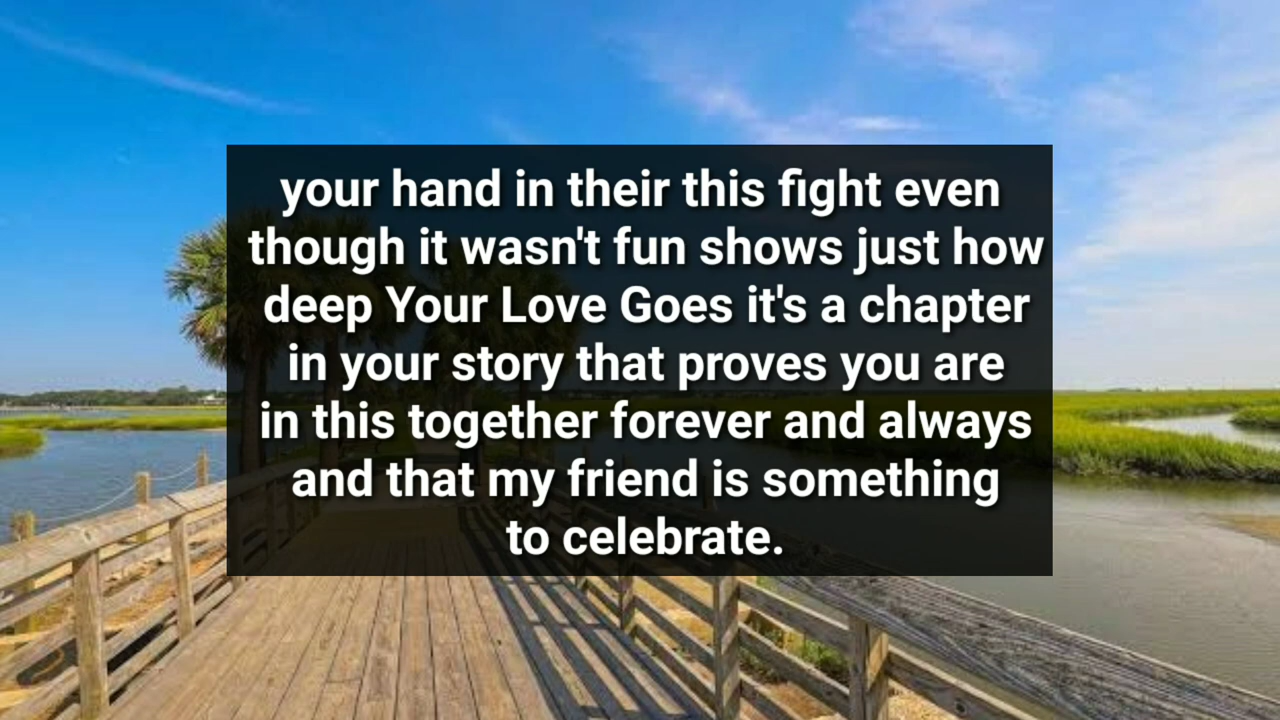 your hand in their this fight even
though it wasn't fun shows just how
deep Your Love Goes it's a chapter
in your story that proves you are
in this together forever and always
and that my friend is something
to celebrate.